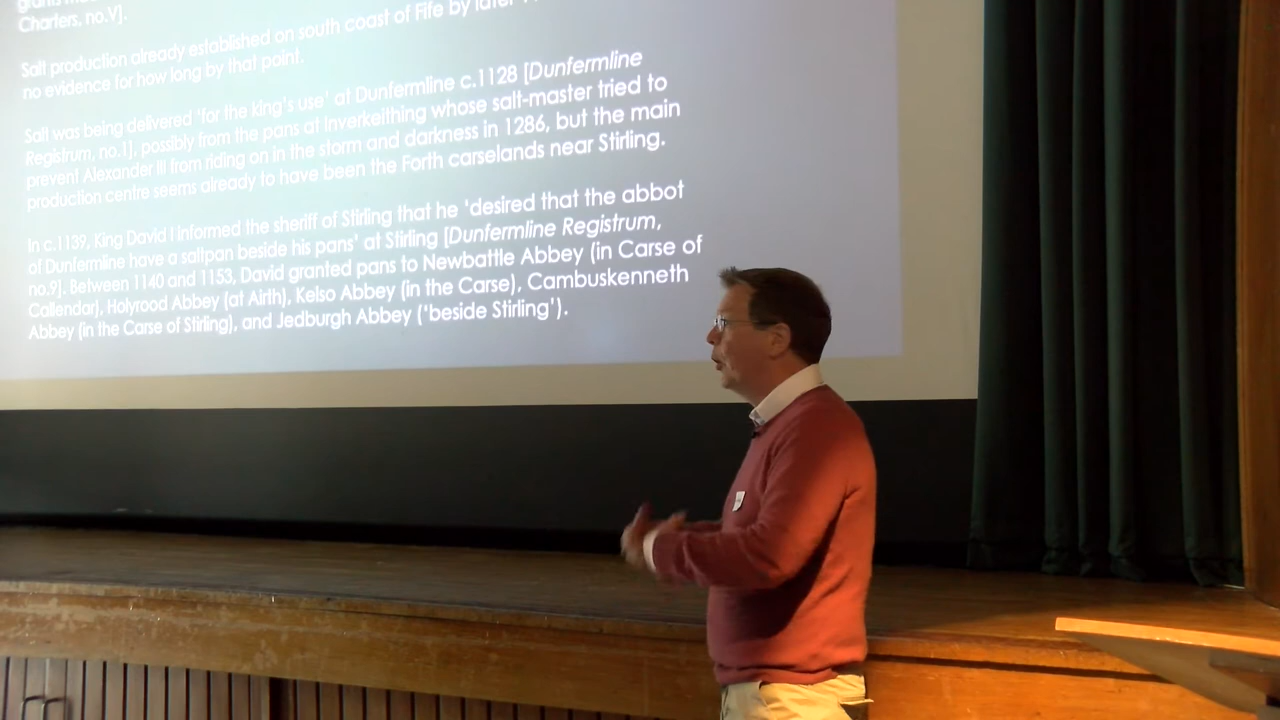 Charters, no.V].
Salt production already established on south coast of Fife by later
no evidence for how long by that point.
Salt was being delivered 'for the king's use' at Dunfermline c.1128 [Dunfermline
Registrum, no.1], possibly from the pans at Inverkeithing whose salt-master tried to
prevent Alexander III from riding on in the storm and darkness in 1286, but the main
production centre seems already to have been the Forth carselands near Stirling.
In c.1139, King David I informed the sheriff of Stirling that he 'desired that the abbot
of Dunfermline have a saltpan beside his pans' at Stirling [Dunfermline Registrum,
no.9]. Between 1140 and 1153, David granted pans to Newbattle Abbey (in Carse of
Callendar), Holyrood Abbey (at Airth), Kelso Abbey (in the Carse), Cambuskenneth
Abbey (in the Carse of Stirling), and Jedburgh Abbey ('beside Stirling').